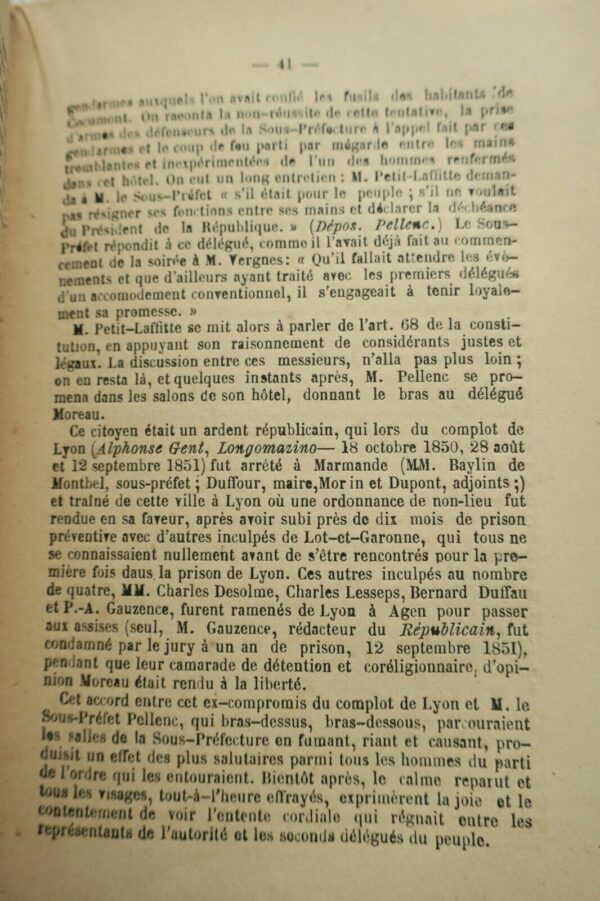 — 41 —
gendarmes auxquels l'on avait confié les fusils des habitants de
Caumont. On raconta la non-réussite de cette tentative, la prise
d'armes des défenseurs de la Sous-Préfecture à l'appel fait par ces
gendarmes et le coup de feu parti par mégarde entre les mains
tremblantes et inexpérimentées de l'un des hommes renfermés
dans cet hôtel. On eut un long entretien : M. Petit-Laffitte deman-
da à M. le Sous-Préfet « s'il était pour le peuple ; s'il ne voulait
pas résigner ses fonctions entre ses mains et déclarer la déchéance
du Président de la République. » (Dépos. Pellenc.) Le Sous-
Préfet répondit à ce délégué, comme il l'avait déjà fait au commen-
cement de la soirée à M. Vergnes : « Qu'il fallait attendre les évé-
nements et que d'ailleurs ayant traité avec les premiers délégués
d'un accomodement conventionnel, il s'engageait à tenir loyale-
ment sa promesse. »
M. Petit-Laffitte se mit alors à parler de l'art. 68 de la consti-
tution, en appuyant son raisonnement de considérants justes et
légaux. La discussion entre ces messieurs, n'alla pas plus loin ;
on en resta là, et quelques instants après, M. Pellenc se pro-
mena dans les salons de son hôtel, donnant le bras au délégué
Moreau.
Ce citoyen était un ardent républicain, qui lors du complot de
Lyon (Alphonse Gent, Longomazino — 18 octobre 1850, 28 août
et 12 septembre 1851) fut arrêté à Marmande (MM. Baylin de
Montbel, sous-préfet ; Duffour, maire, Morin et Dupont, adjoints ;)
et traîné de cette ville à Lyon où une ordonnance de non-lieu fut
rendue en sa faveur, après avoir subi près de dix mois de prison
préventive avec d'autres inculpés de Lot-et-Garonne, qui tous ne
se connaissaient nullement avant de s'être rencontrés pour la pre-
mière fois daus la prison de Lyon. Ces autres inculpés au nombre
de quatre, MM. Charles Desolme, Charles Lesseps, Bernard Duffau
et P.-A. Gauzence, furent ramenés de Lyon à Agen pour passer
aux assises (seul, M. Gauzence, rédacteur du Républicain, fut
condamné par le jury à un an de prison, 12 septembre 1851),
pendant que leur camarade de détention et coréligionnaire, d'opi-
nion Moreau était rendu à la liberté.
Cet accord entre cet ex-compromis du complot de Lyon et M. le
Sous-Préfet Pellenc, qui bras-dessus, bras-dessous, parcouraient
les salles de la Sous-Préfecture en fumant, riant et causant, pro-
duisit un effet des plus salutaires parmi tous les hommes du parti
de l'ordre qui les entouraient. Bientôt après, le calme reparut et
tous les visages, tout-à-l'heure effrayés, exprimèrent la joie et le
contentement de voir l'entente cordiale qui régnait entre les
représentants de l'autorité et les seconds délégués du peuple.